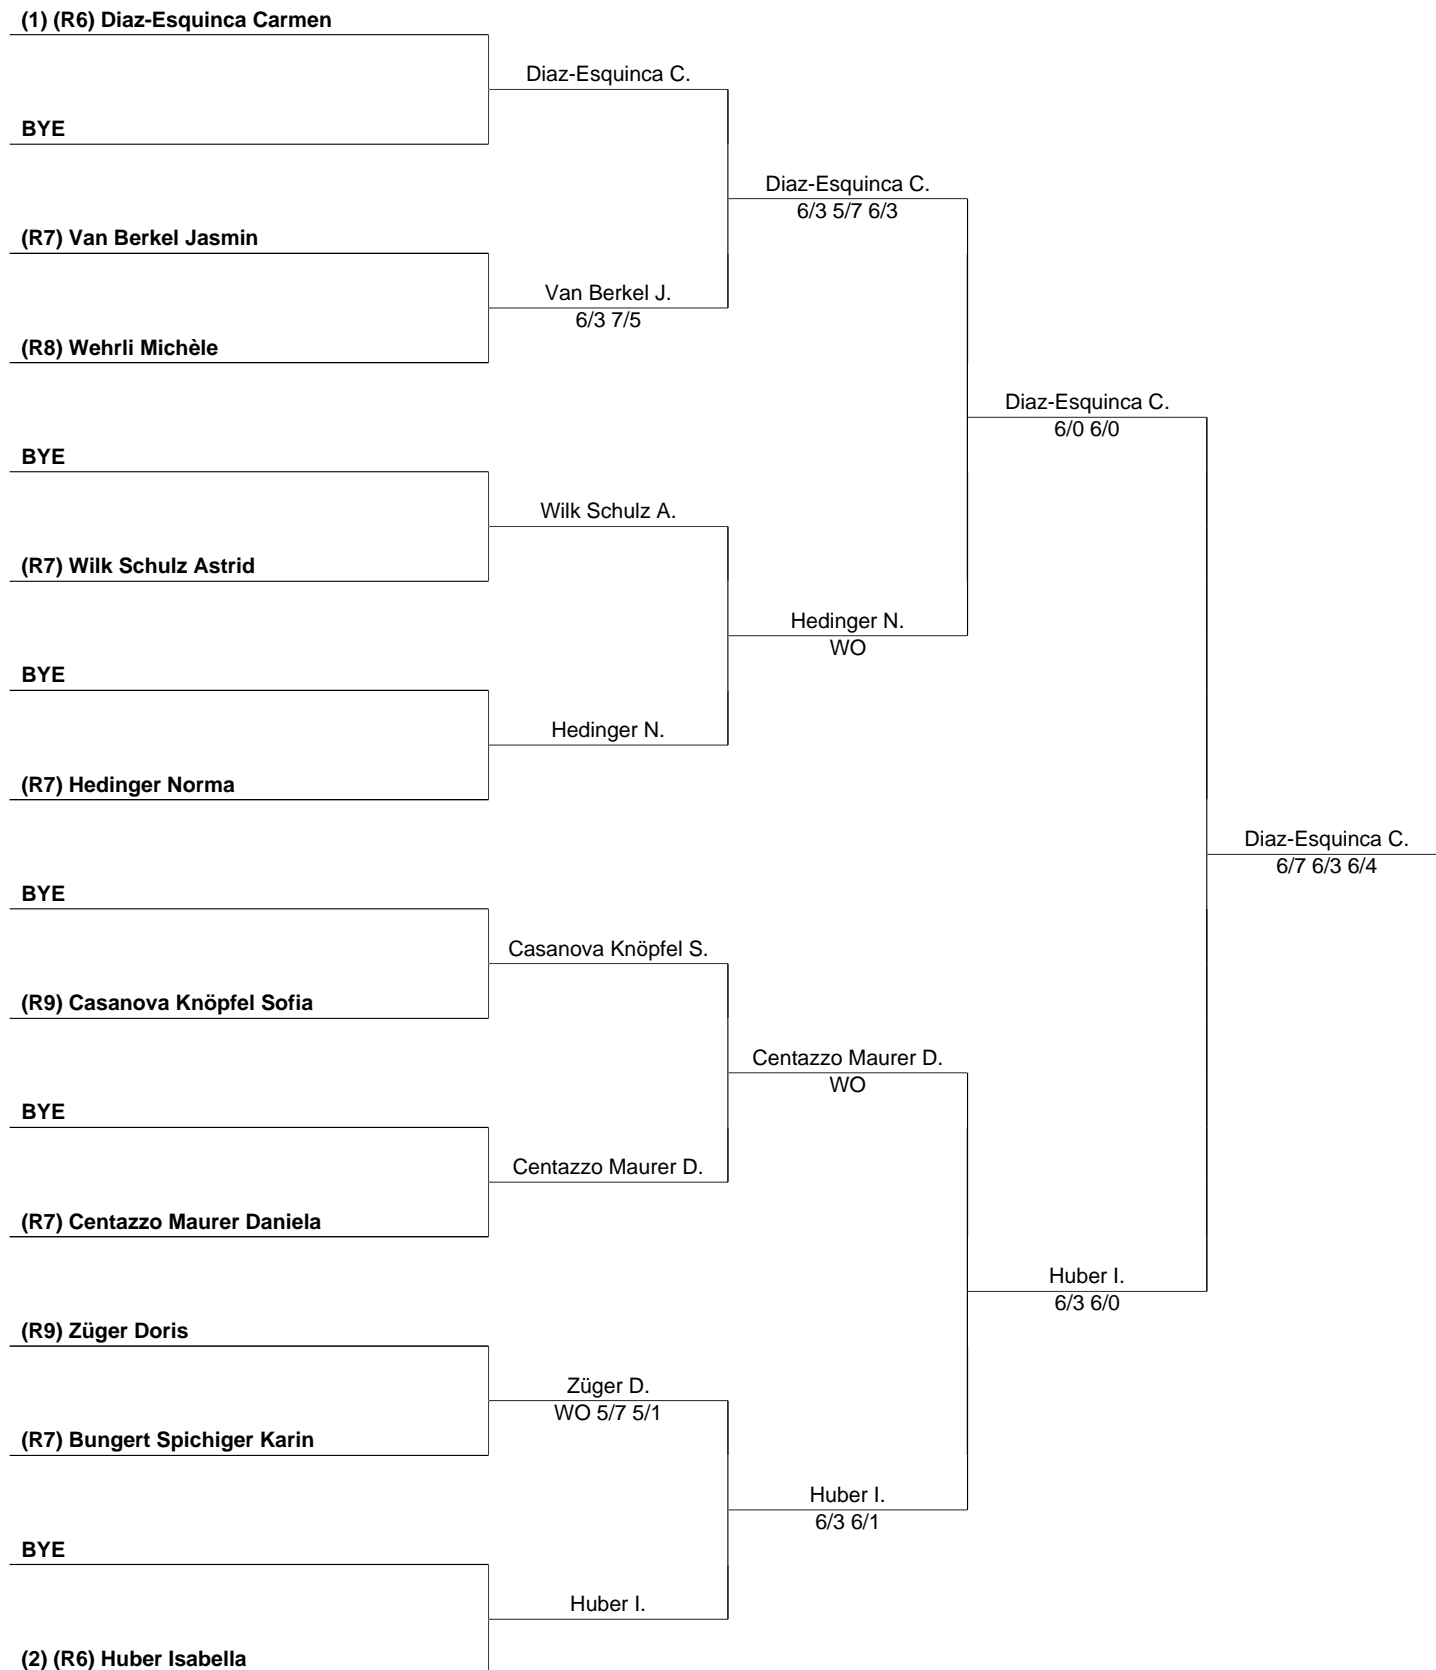 (1) (R6) Diaz-Esquinca Carmen
Diaz-Esquinca C.
BYE
Diaz-Esquinca C.
6/3 5/7 6/3
(R7) Van Berkel Jasmin
Van Berkel J.
6/3 7/5
(R8) Wehrli Michèle
Diaz-Esquinca C.
6/0 6/0
BYE
Wilk Schulz A.
(R7) Wilk Schulz Astrid
Hedinger N.
WO
BYE
Hedinger N.
(R7) Hedinger Norma
Diaz-Esquinca C.
6/7 6/3 6/4
BYE
Casanova Knöpfel S.
(R9) Casanova Knöpfel Sofia
Centazzo Maurer D.
WO
BYE
Centazzo Maurer D.
(R7) Centazzo Maurer Daniela
Huber I.
6/3 6/0
(R9) Züger Doris
Züger D.
WO 5/7 5/1
(R7) Bungert Spichiger Karin
Huber I.
6/3 6/1
BYE
Huber I.
(2) (R6) Huber Isabella